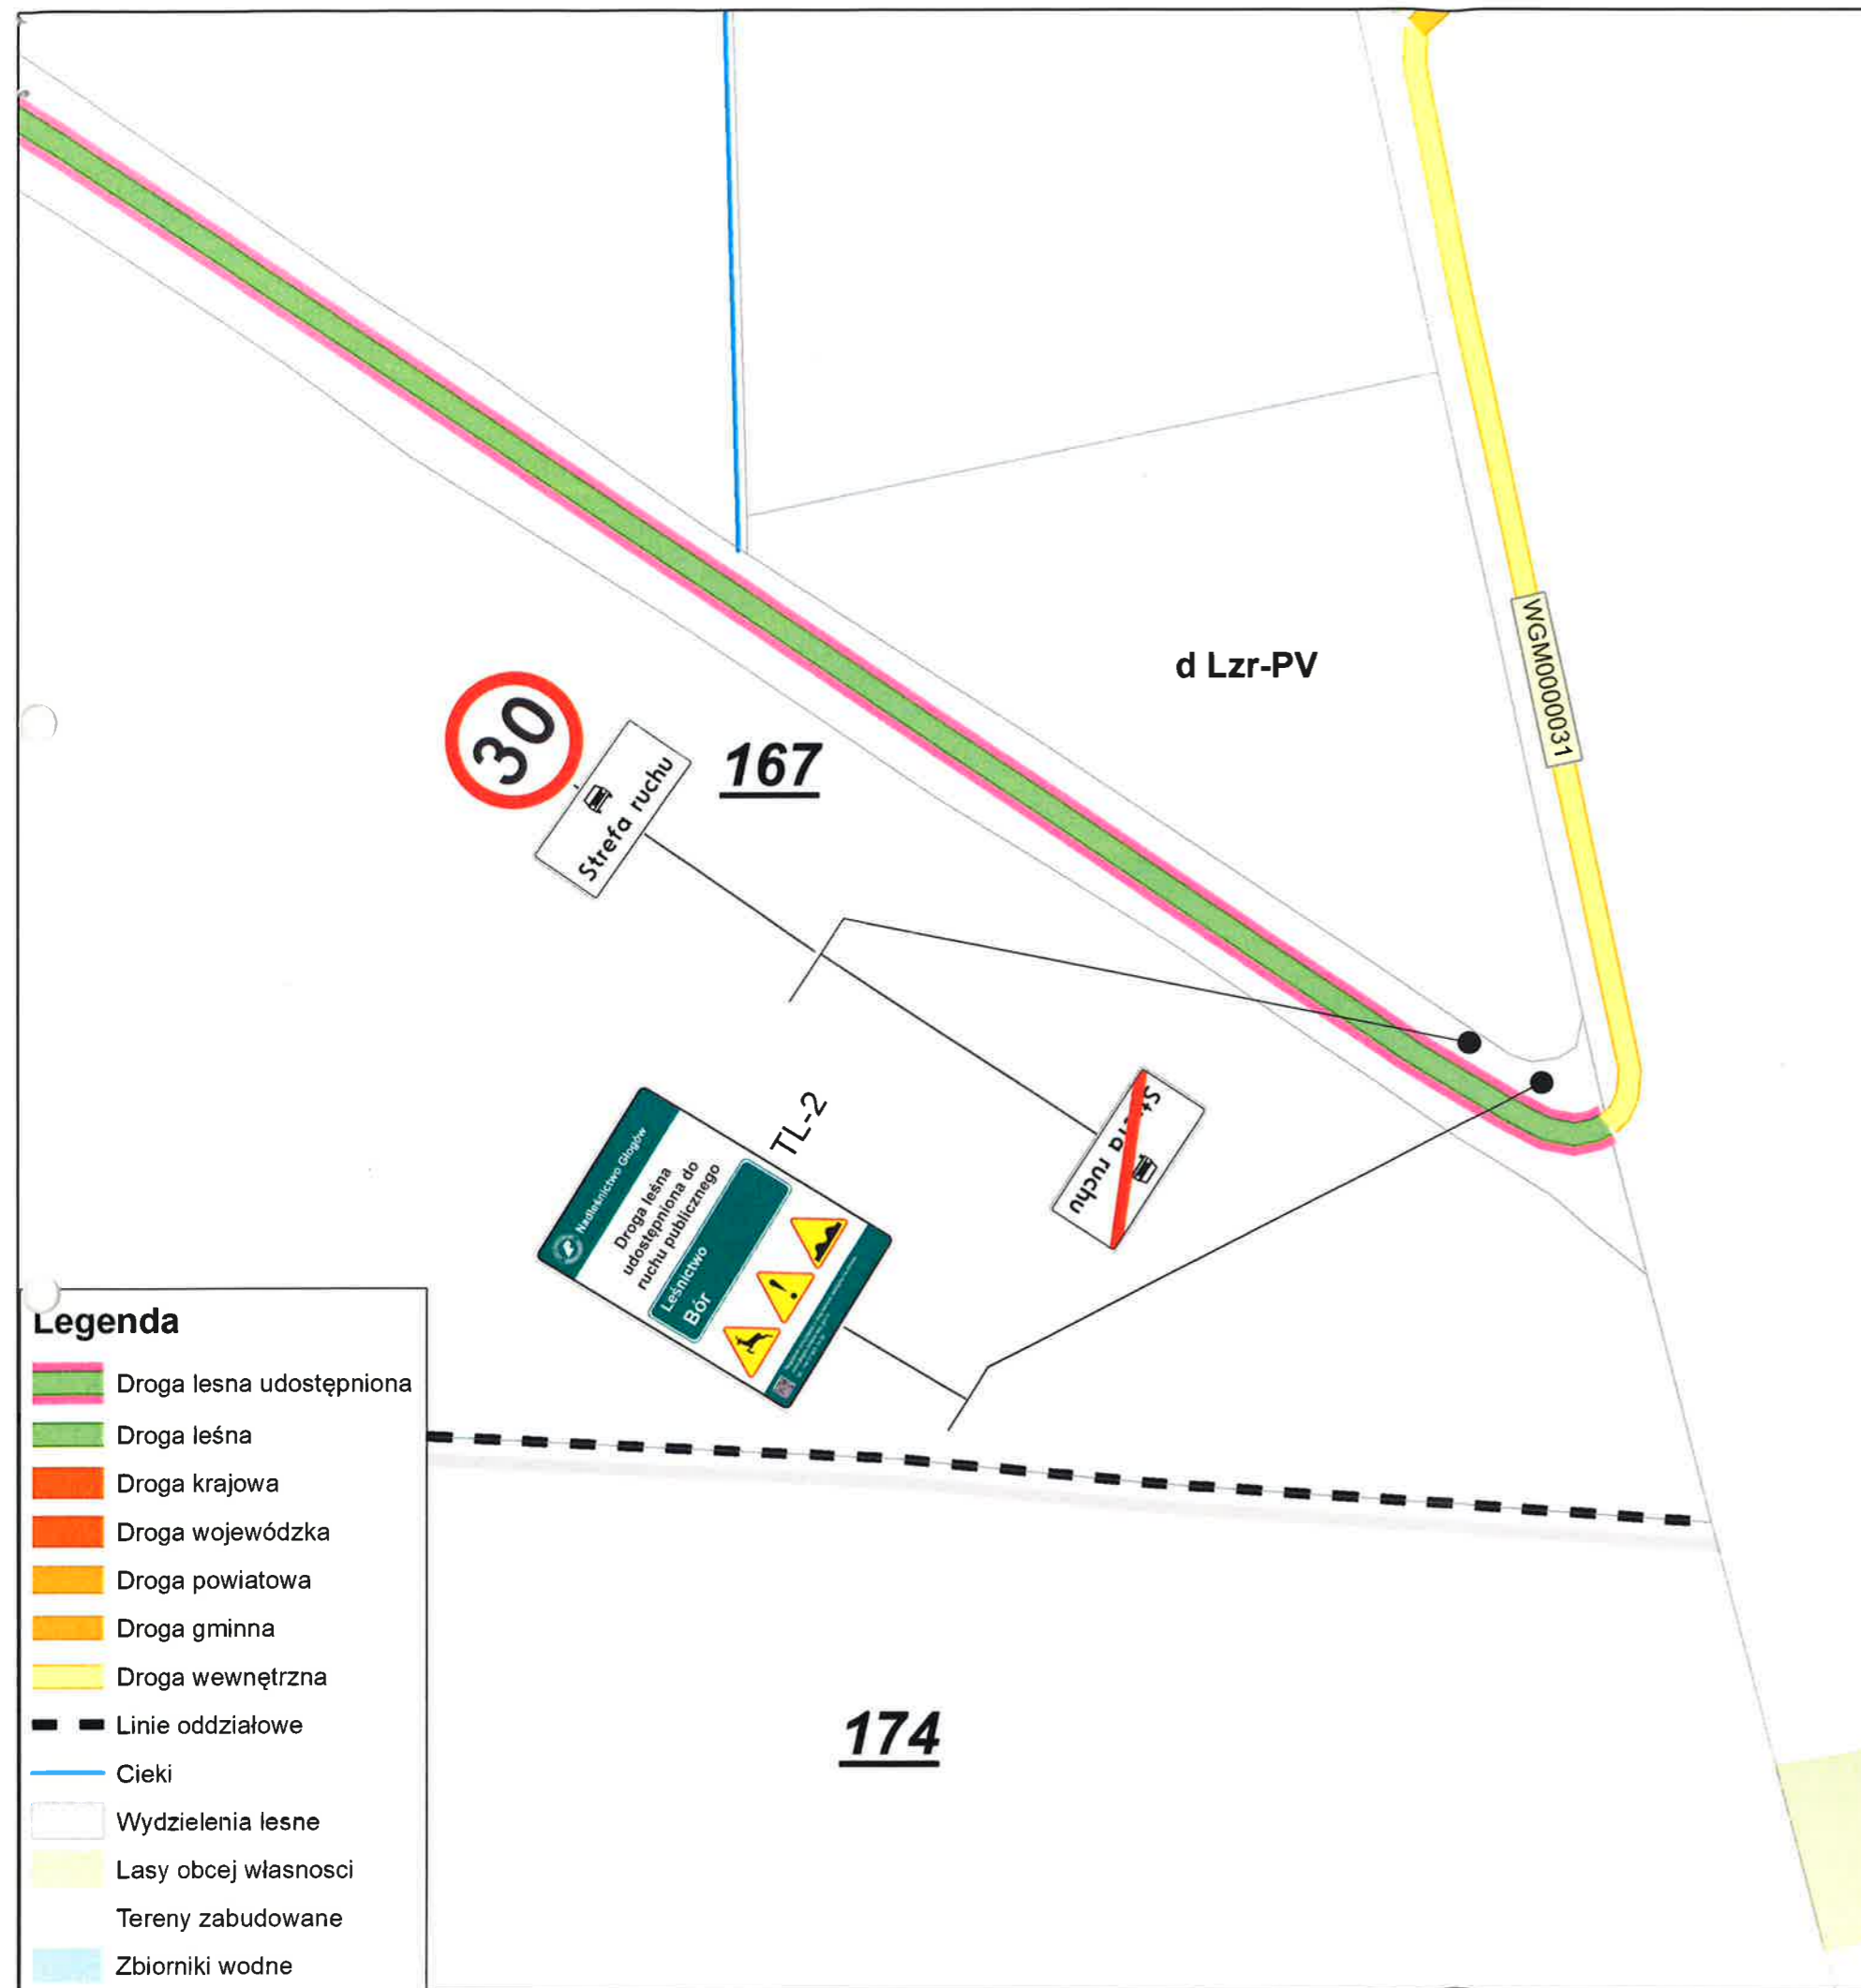 d Lzr-PV
WGM0000031
30
Strefa ruchu
167
Strefa ruchu
TL-2
Nadleśnictwo Głogów
Droga leśna
udostępniona do
ruchu publicznego
Leśnictwo
Bór
174
Legenda
Droga lesna udostępniona
Droga leśna
Droga krajowa
Droga wojewódzka
Droga powiatowa
Droga gminna
Droga wewnętrzna
Linie oddziałowe
Cieki
Wydzielenia lesne
Lasy obcej własnosci
Tereny zabudowane
Zbiorniki wodne